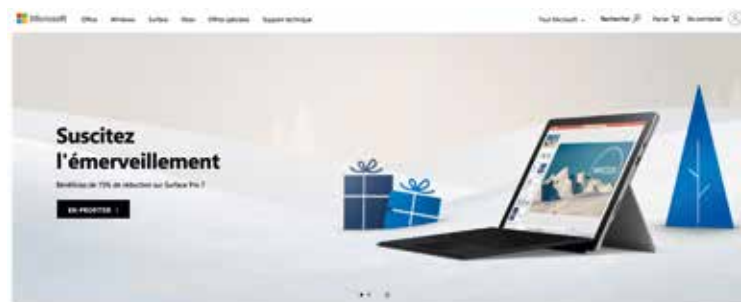 Microsoft Office Windows Surface Xbox Offres spéciales Support technique Tout Microsoft Rechercher Panier Se connecter
Suscitez
l'émerveillement
Bénéficiez de de réduction sur Surface Pro 7
EN PROFITER